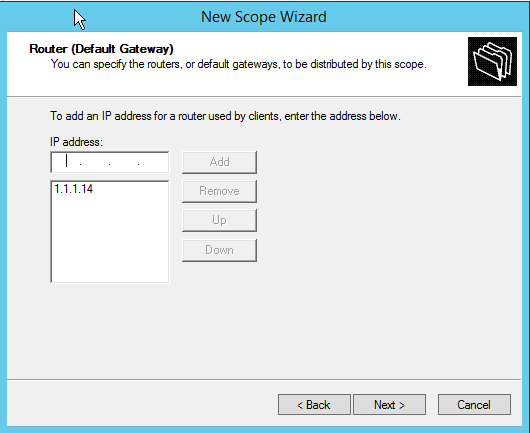 New Scope Wizard
Router (Default Gateway)
You can specify the routers, or default gateways, to be distributed by this scope.
To add an IP address for a router used by clients, enter the address below.
IP address:
. . .
Add
1.1.1.14
Remove
Up
Down
< Back
Next >
Cancel